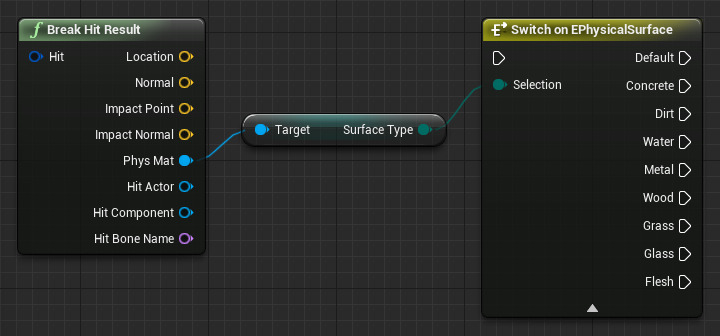 f Break Hit Result
Hit
Location
Normal
Impact Point
Impact Normal
Phys Mat
Hit Actor
Hit Component
Hit Bone Name
Target
Surface Type
Switch on EPhysicalSurface
Selection
Default
Concrete
Dirt
Water
Metal
Wood
Grass
Glass
Flesh